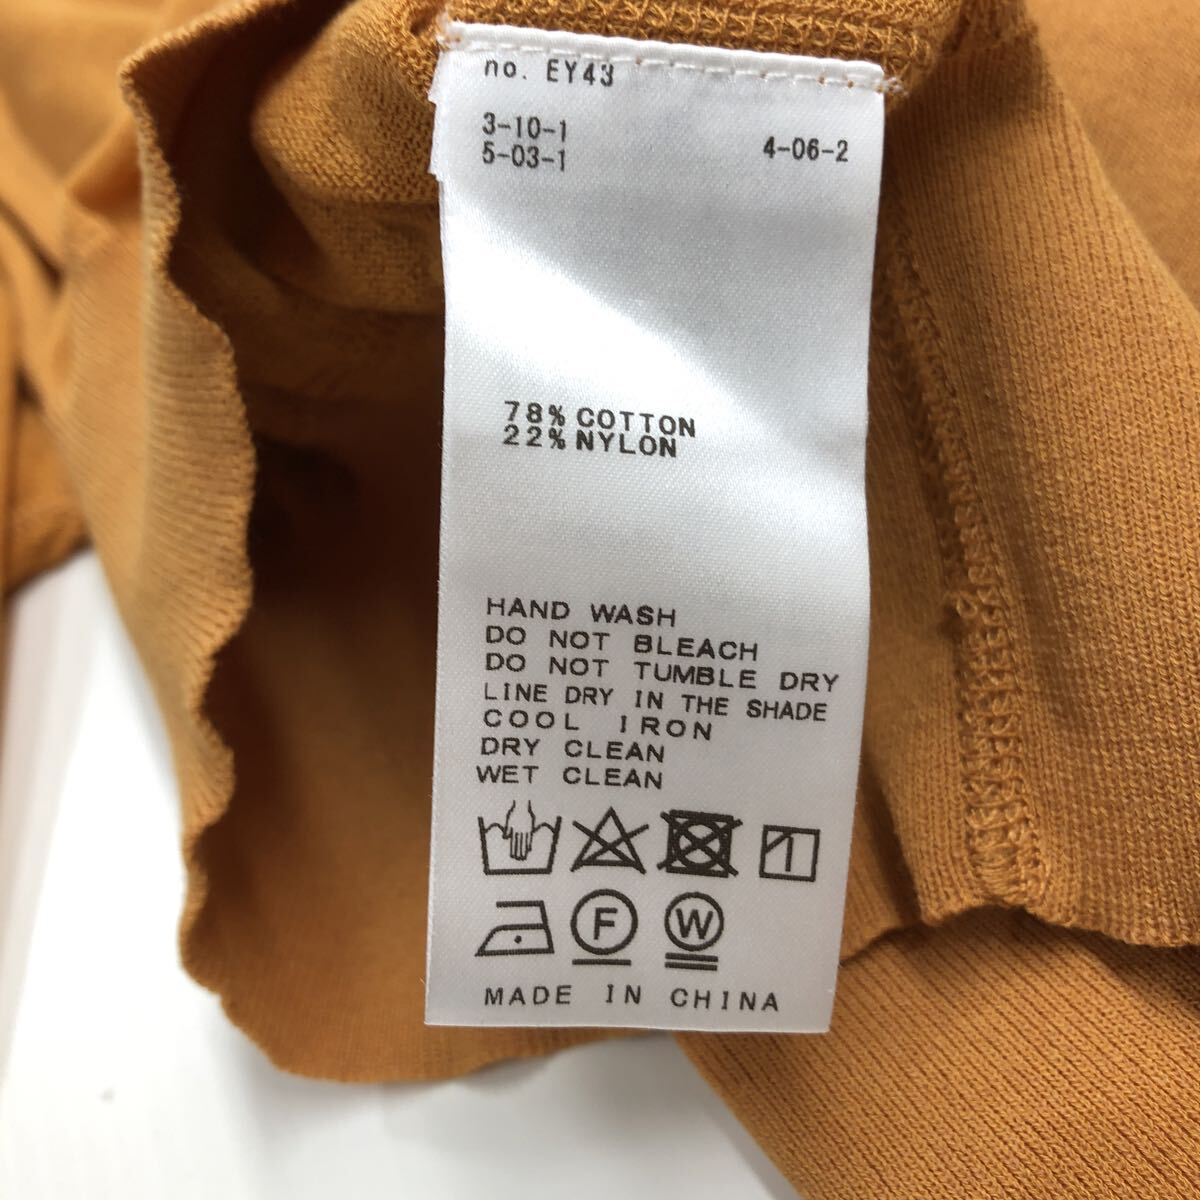 no. EY43
3-10-1
5-03-1
4-06-2
78% COTTON
22% NYLON
HAND WASH
DO NOT BLEACH
DO NOT TUMBLE DRY
LINE DRY IN THE SHADE
COOL IRON
DRY CLEAN
WET CLEAN
F
W
MADE IN CHINA